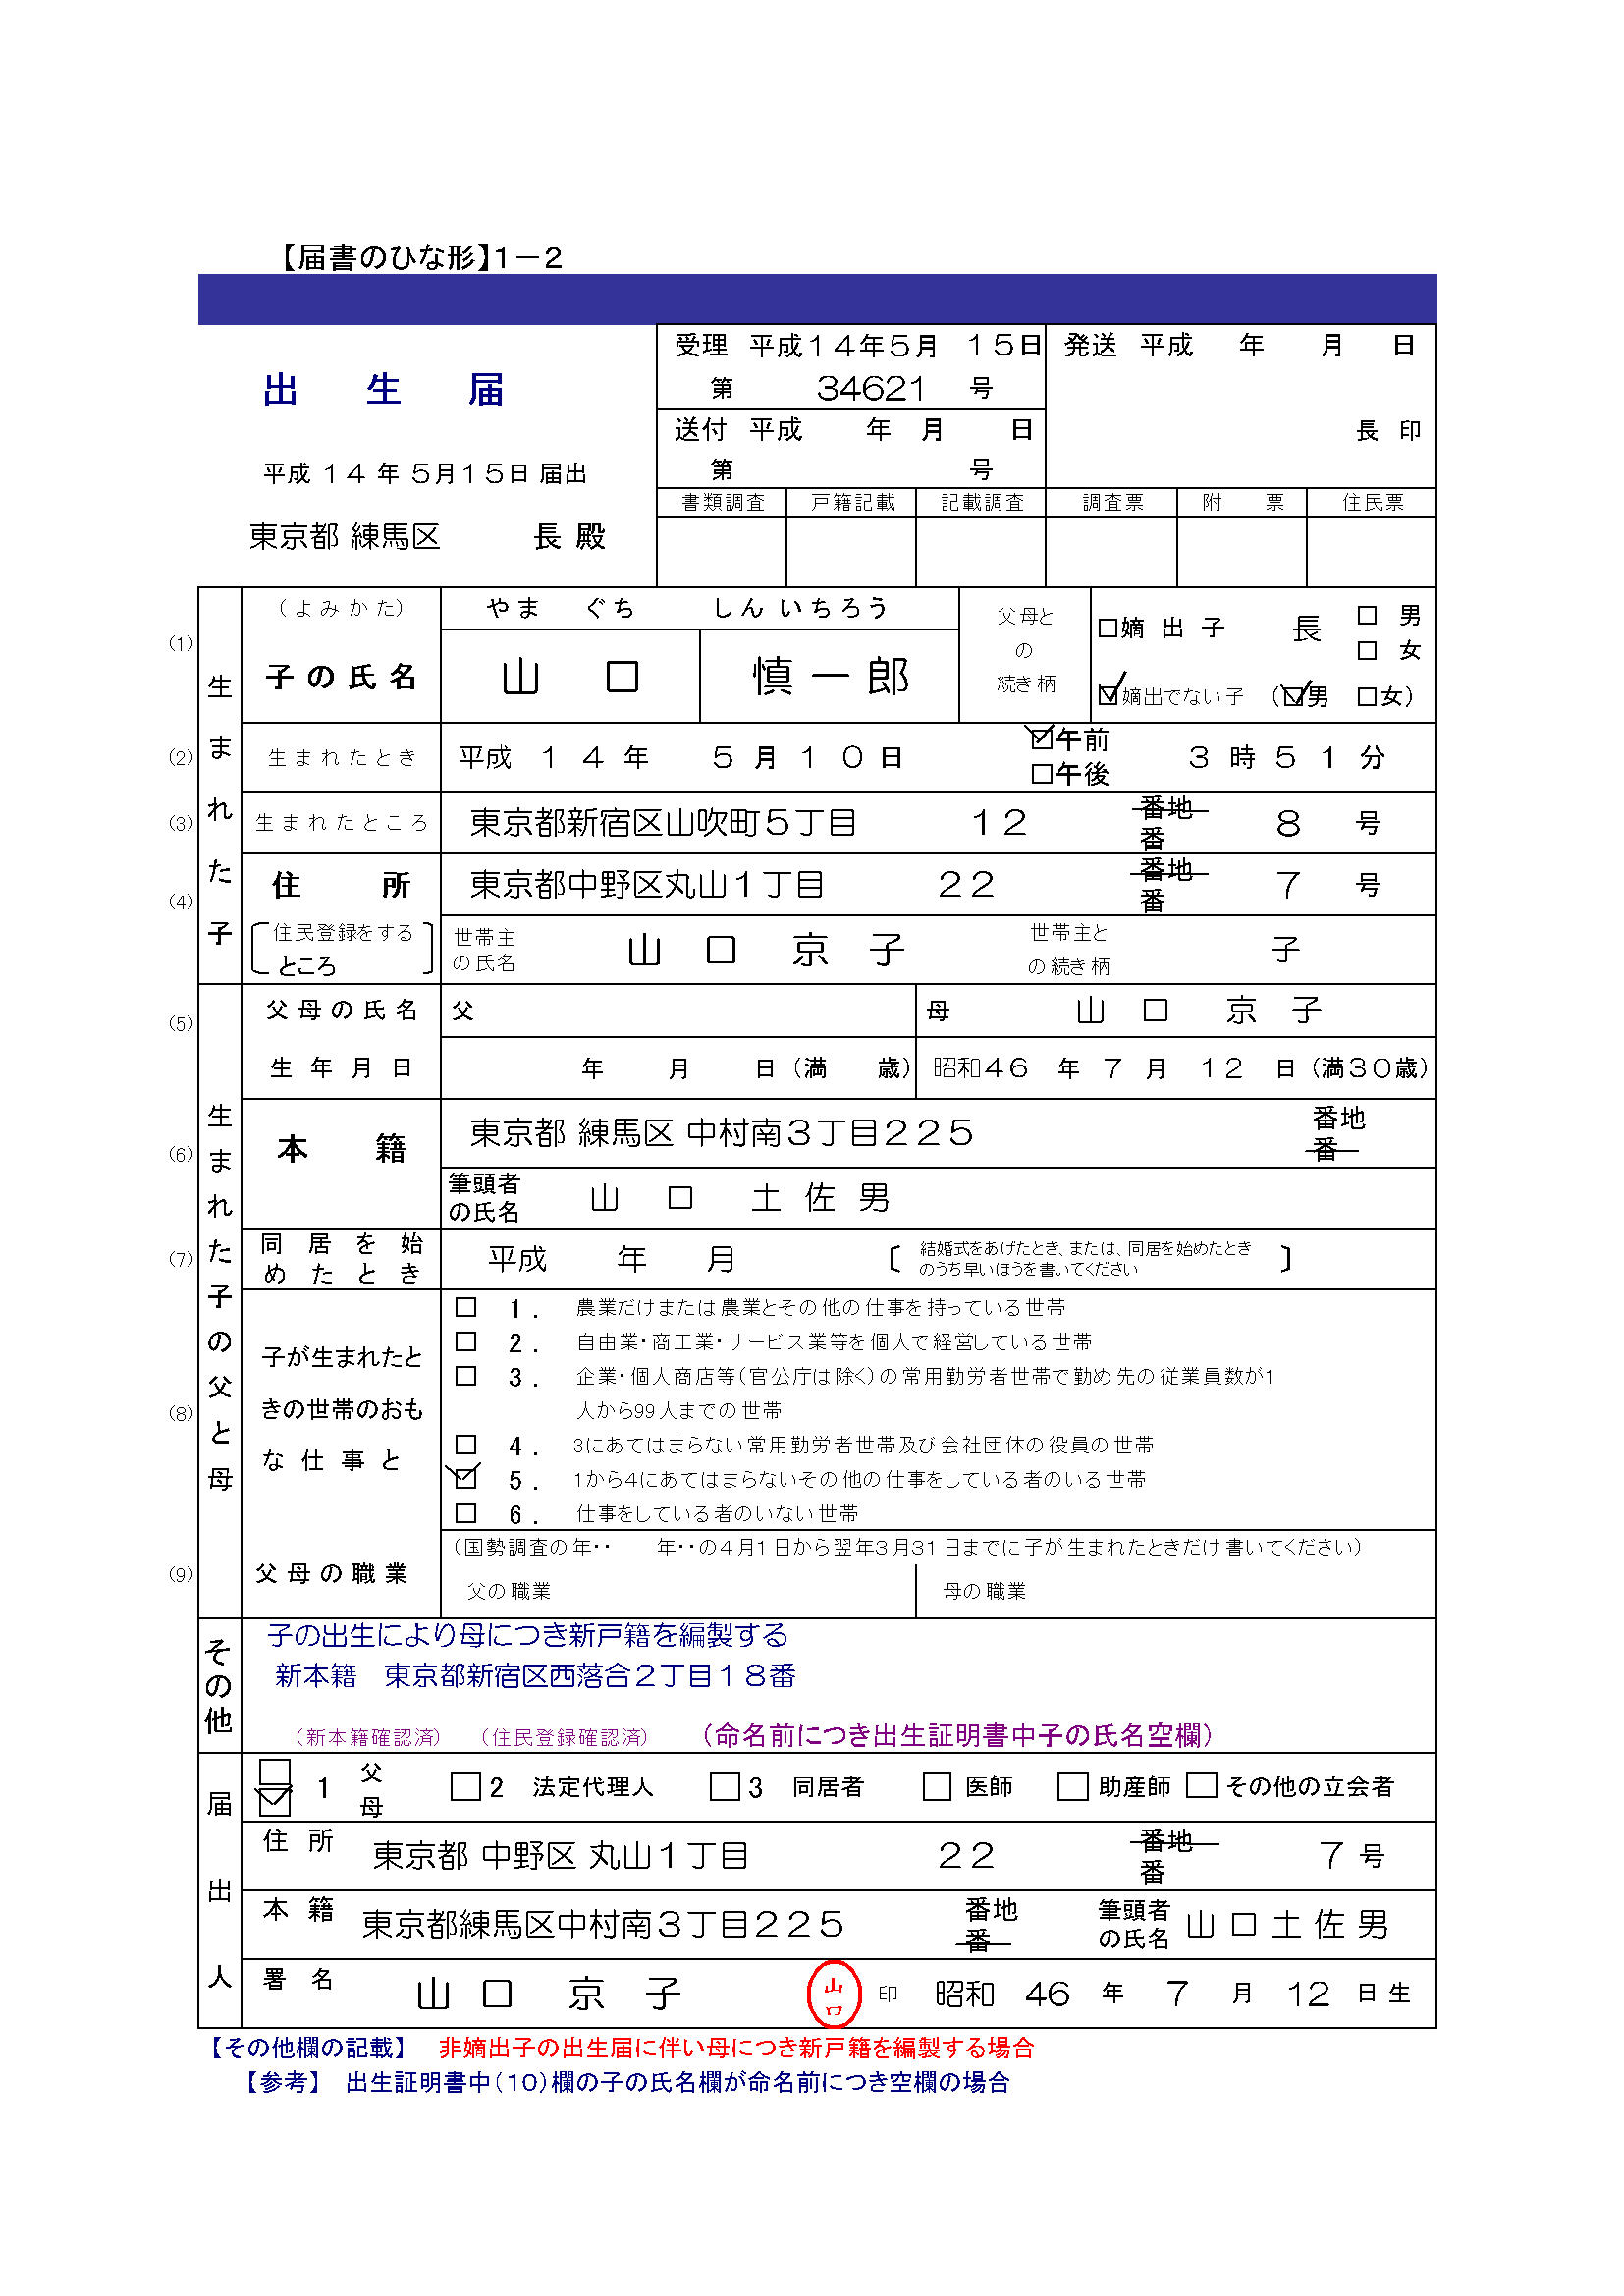 【届書のひな形】1－2
出　生　届
平成 14 年 5月15日 届出
東京都 練馬区　長 殿
受理　平成14年5月　15日
第　34621　号
送付　平成　年　月　日
第　号
発送　平成　年　月　日
長　印
書類調査　戸籍記載　記載調査　調査票　附　票　住民票
生まれた子
(1)
（よみかた）　やま　ぐち　しん いちろう
子の氏名　山　口　慎一郎
父母と
の
続き柄
□嫡　出　子　長　□　男
□　女
☑嫡出でない子　（☑男　□女）
(2)
生まれたとき　平成　14年　5月10日　☑午前　3時51分
□午後
(3)
生まれたところ　東京都新宿区山吹町5丁目　12　番地　8　号
番
(4)
住　所　東京都中野区丸山1丁目　22　番地　7　号
番
住民登録をする
ところ
世帯主
の氏名　山　口　京　子
世帯主と
の続き柄　子
生まれた子の父と母
(5)
父母の氏名　父　母　山　口　京　子
生年月日　年　月　日（満　歳）　昭和46　年　7　月　12　日（満30歳）
(6)
本　籍　東京都 練馬区 中村南3丁目225　番地
番
筆頭者
の氏名　山　口　土　佐　男
(7)
同居を始
めたとき　平成　年　月
〔結婚式をあげたとき、または、同居を始めたとき
のうち早いほうを書いてください〕
(8)
子が生まれたと
きの世帯のおも
な仕事と
□　1．　農業だけまたは農業とその他の仕事を持っている世帯
□　2．　自由業・商工業・サービス業等を個人で経営している世帯
□　3．　企業・個人商店等（官公庁は除く）の常用勤労者世帯で勤め先の従業員数が1
人から99人までの世帯
□　4．　3にあてはまらない常用勤労者世帯及び会社団体の役員の世帯
☑　5．　1から4にあてはまらないその他の仕事をしている者のいる世帯
□　6．　仕事をしている者のいない世帯
(9)
父母の職業
（国勢調査の年・・　年・・の4月1日から翌年3月31日までに子が生まれたときだけ書いてください）
父の職業　母の職業
その他
子の出生により母につき新戸籍を編製する
新本籍　東京都新宿区西落合2丁目18番
（新本籍確認済）　（住民登録確認済）　（命名前につき出生証明書中子の氏名空欄）
届出人
□　1　父
☑　母
□2　法定代理人　□3　同居者　□　医師　□　助産師　□その他の立会者
住　所　東京都 中野区 丸山1丁目　22　番地　7 号
番
本　籍　東京都練馬区中村南3丁目225　番地
番
筆頭者
の氏名　山口土佐男
署　名　山　口　京　子　山口　印　昭和　46　年　7　月　12　日生
【その他欄の記載】　非嫡出子の出生届に伴い母につき新戸籍を編製する場合
【参考】　出生証明書中（10）欄の子の氏名欄が命名前につき空欄の場合